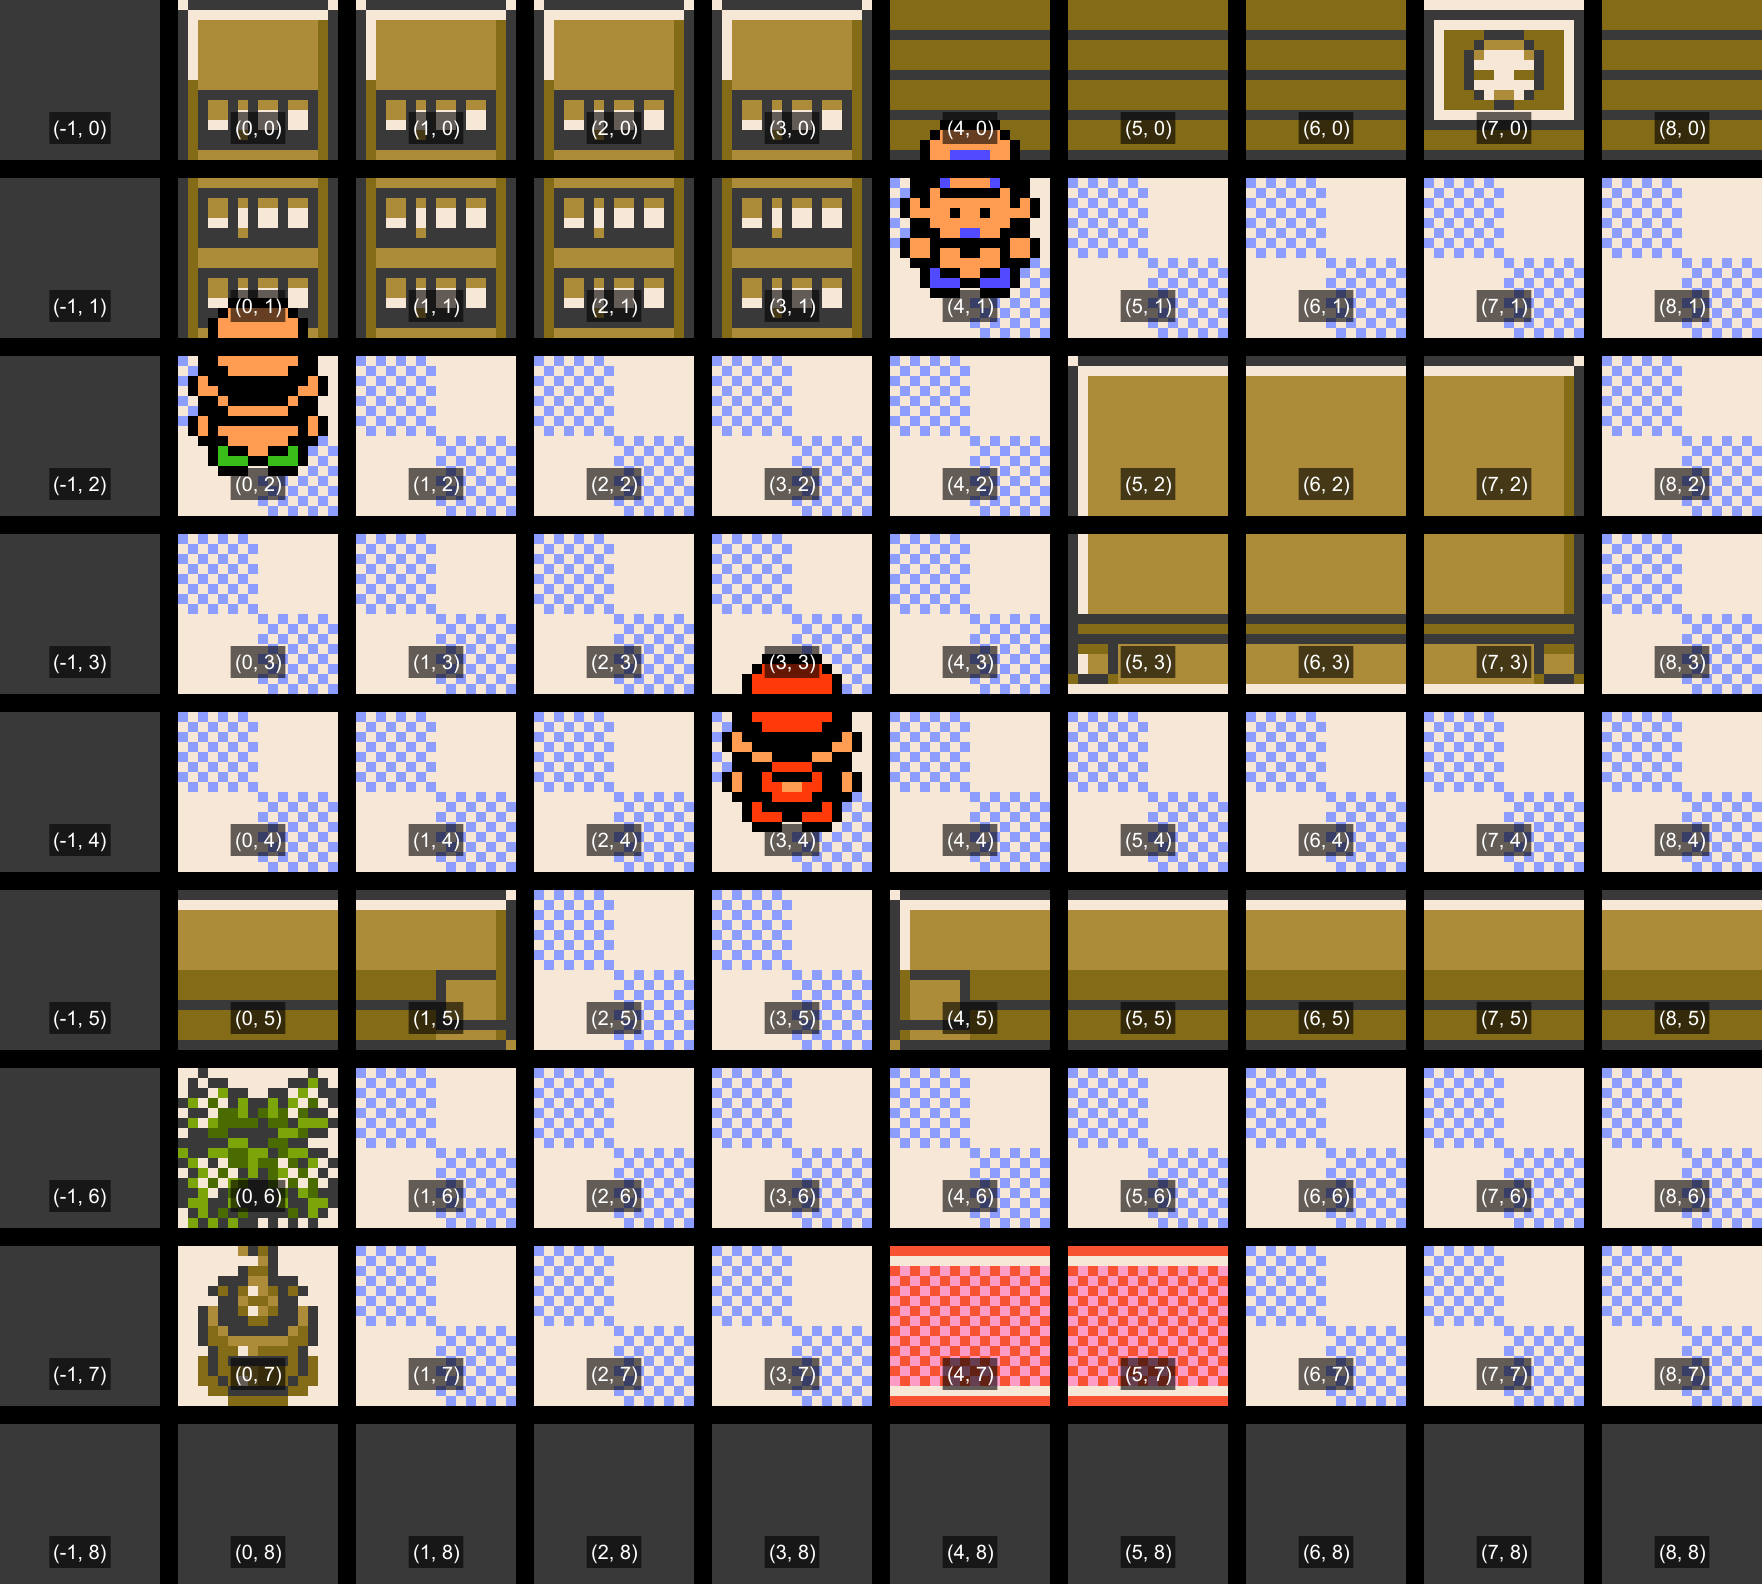 (-1, 0) (0, 0) (1, 0) (2, 0) (3, 0) (4, 0) (5, 0) (6, 0) (7, 0) (8, 0)
(-1, 1) (0, 1) (1, 1) (2, 1) (3, 1) (4, 1) (5, 1) (6, 1) (7, 1) (8, 1)
(-1, 2) (0, 2) (1, 2) (2, 2) (3, 2) (4, 2) (5, 2) (6, 2) (7, 2) (8, 2)
(-1, 3) (0, 3) (1, 3) (2, 3) (3, 3) (4, 3) (5, 3) (6, 3) (7, 3) (8, 3)
(-1, 4) (0, 4) (1, 4) (2, 4) (3, 4) (4, 4) (5, 4) (6, 4) (7, 4) (8, 4)
(-1, 5) (0, 5) (1, 5) (2, 5) (3, 5) (4, 5) (5, 5) (6, 5) (7, 5) (8, 5)
(-1, 6) (0, 6) (1, 6) (2, 6) (3, 6) (4, 6) (5, 6) (6, 6) (7, 6) (8, 6)
(-1, 7) (0, 7) (1, 7) (2, 7) (3, 7) (4, 7) (5, 7) (6, 7) (7, 7) (8, 7)
(-1, 8) (0, 8) (1, 8) (2, 8) (3, 8) (4, 8) (5, 8) (6, 8) (7, 8) (8, 8)